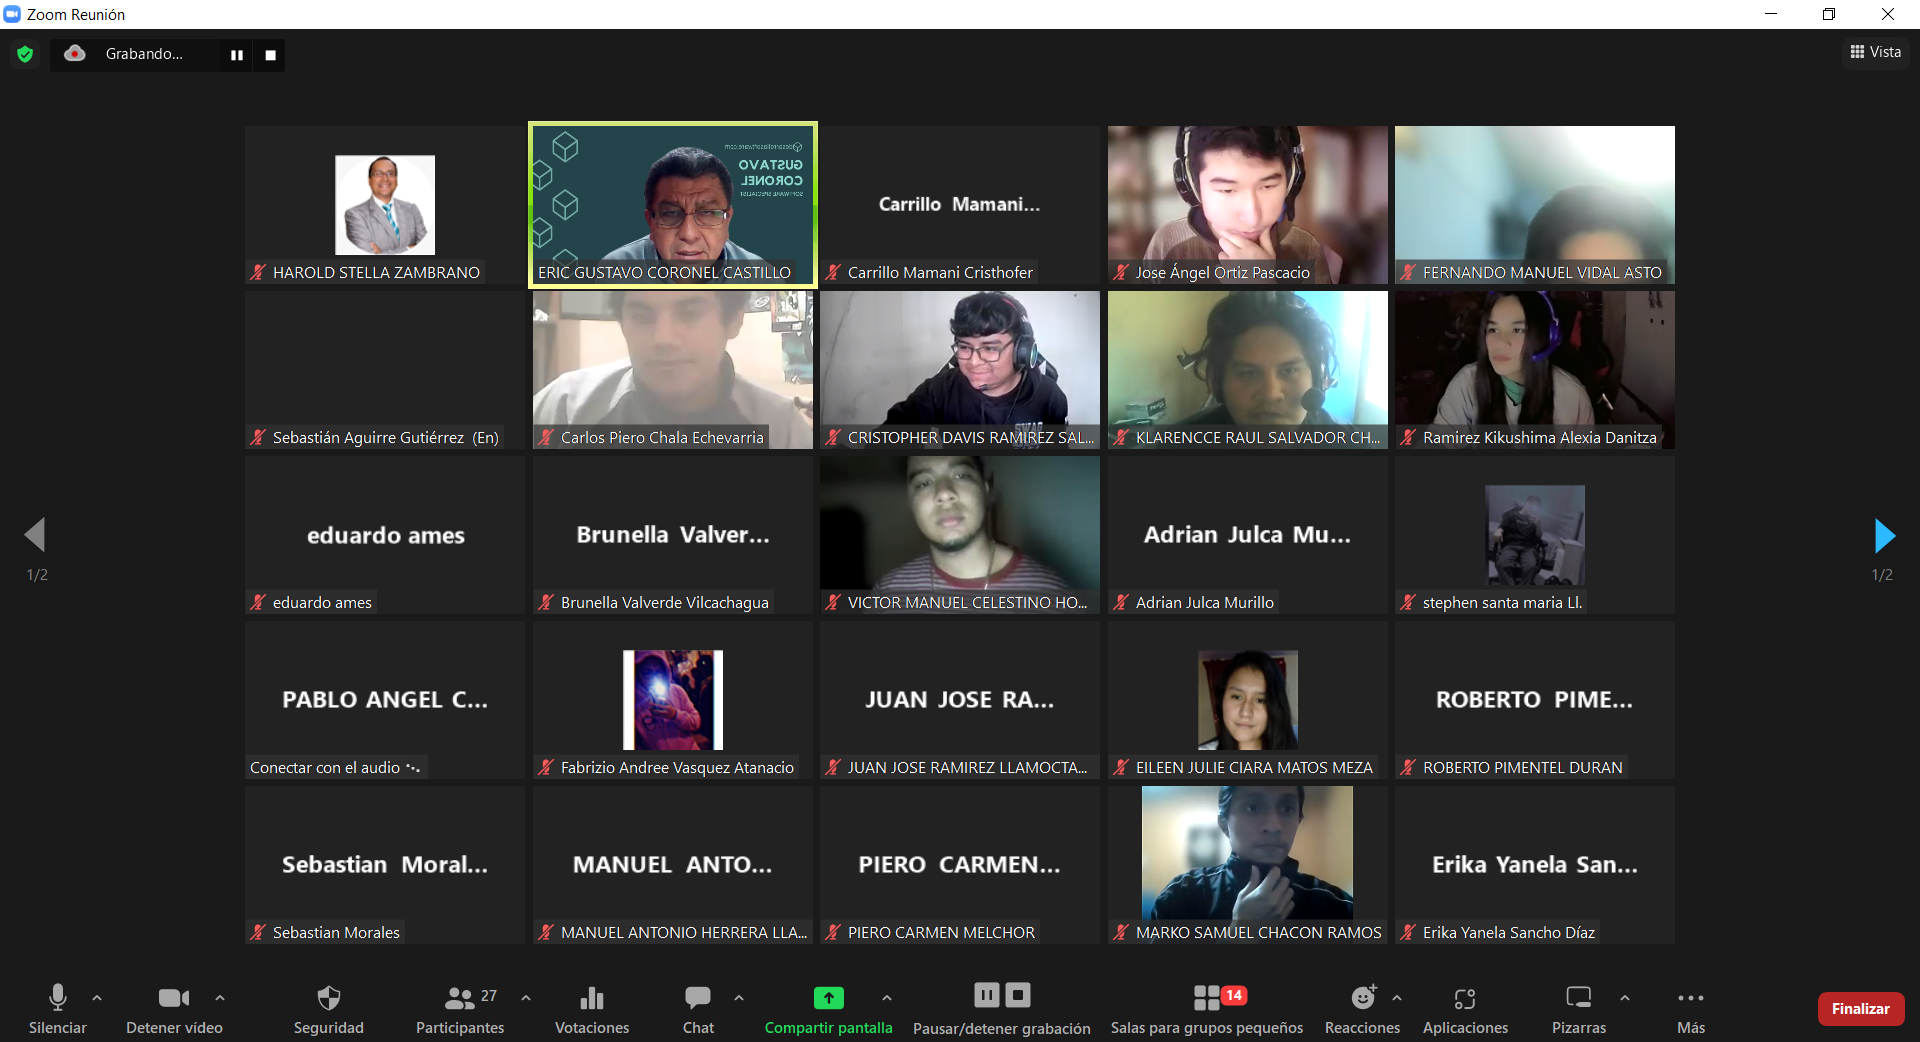 Zoom Reunión
Grabando...
Vista
HAROLD STELLA ZAMBRANO
desarrollasoftware.com
GUSTAVO
CORONEL
SOFTWARE SPECIALIST
ERIC GUSTAVO CORONEL CASTILLO
Carrillo Mamani...
Carrillo Mamani Cristhofer
Jose Ángel Ortiz Pascacio
FERNANDO MANUEL VIDAL ASTO
Sebastián Aguirre Gutiérrez (En)
Carlos Piero Chala Echevarria
CRISTOPHER DAVIS RAMIREZ SAL...
KLARENCCE RAUL SALVADOR CH...
Ramirez Kikushima Alexia Danitza
eduardo ames
eduardo ames
Brunella Valver...
Brunella Valverde Vilcachagua
VICTOR MANUEL CELESTINO HO...
Adrian Julca Mu...
Adrian Julca Murillo
stephen santa maria Ll.
1/2
1/2
PABLO ANGEL C...
Conectar con el audio
Fabrizio Andree Vasquez Atanacio
JUAN JOSE RA...
JUAN JOSE RAMIREZ LLAMOCTA...
EILEEN JULIE CIARA MATOS MEZA
ROBERTO PIME...
ROBERTO PIMENTEL DURAN
Sebastian Moral...
Sebastian Morales
MANUEL ANTO...
MANUEL ANTONIO HERRERA LLA...
PIERO CARMEN...
PIERO CARMEN MELCHOR
MARKO SAMUEL CHACON RAMOS
Erika Yanela San...
Erika Yanela Sancho Díaz
Silenciar
Detener vídeo
Seguridad
27
Participantes
Votaciones
Chat
Compartir pantalla
Pausar/detener grabación
14
Salas para grupos pequeños
Reacciones
Aplicaciones
Pizarras
Más
Finalizar